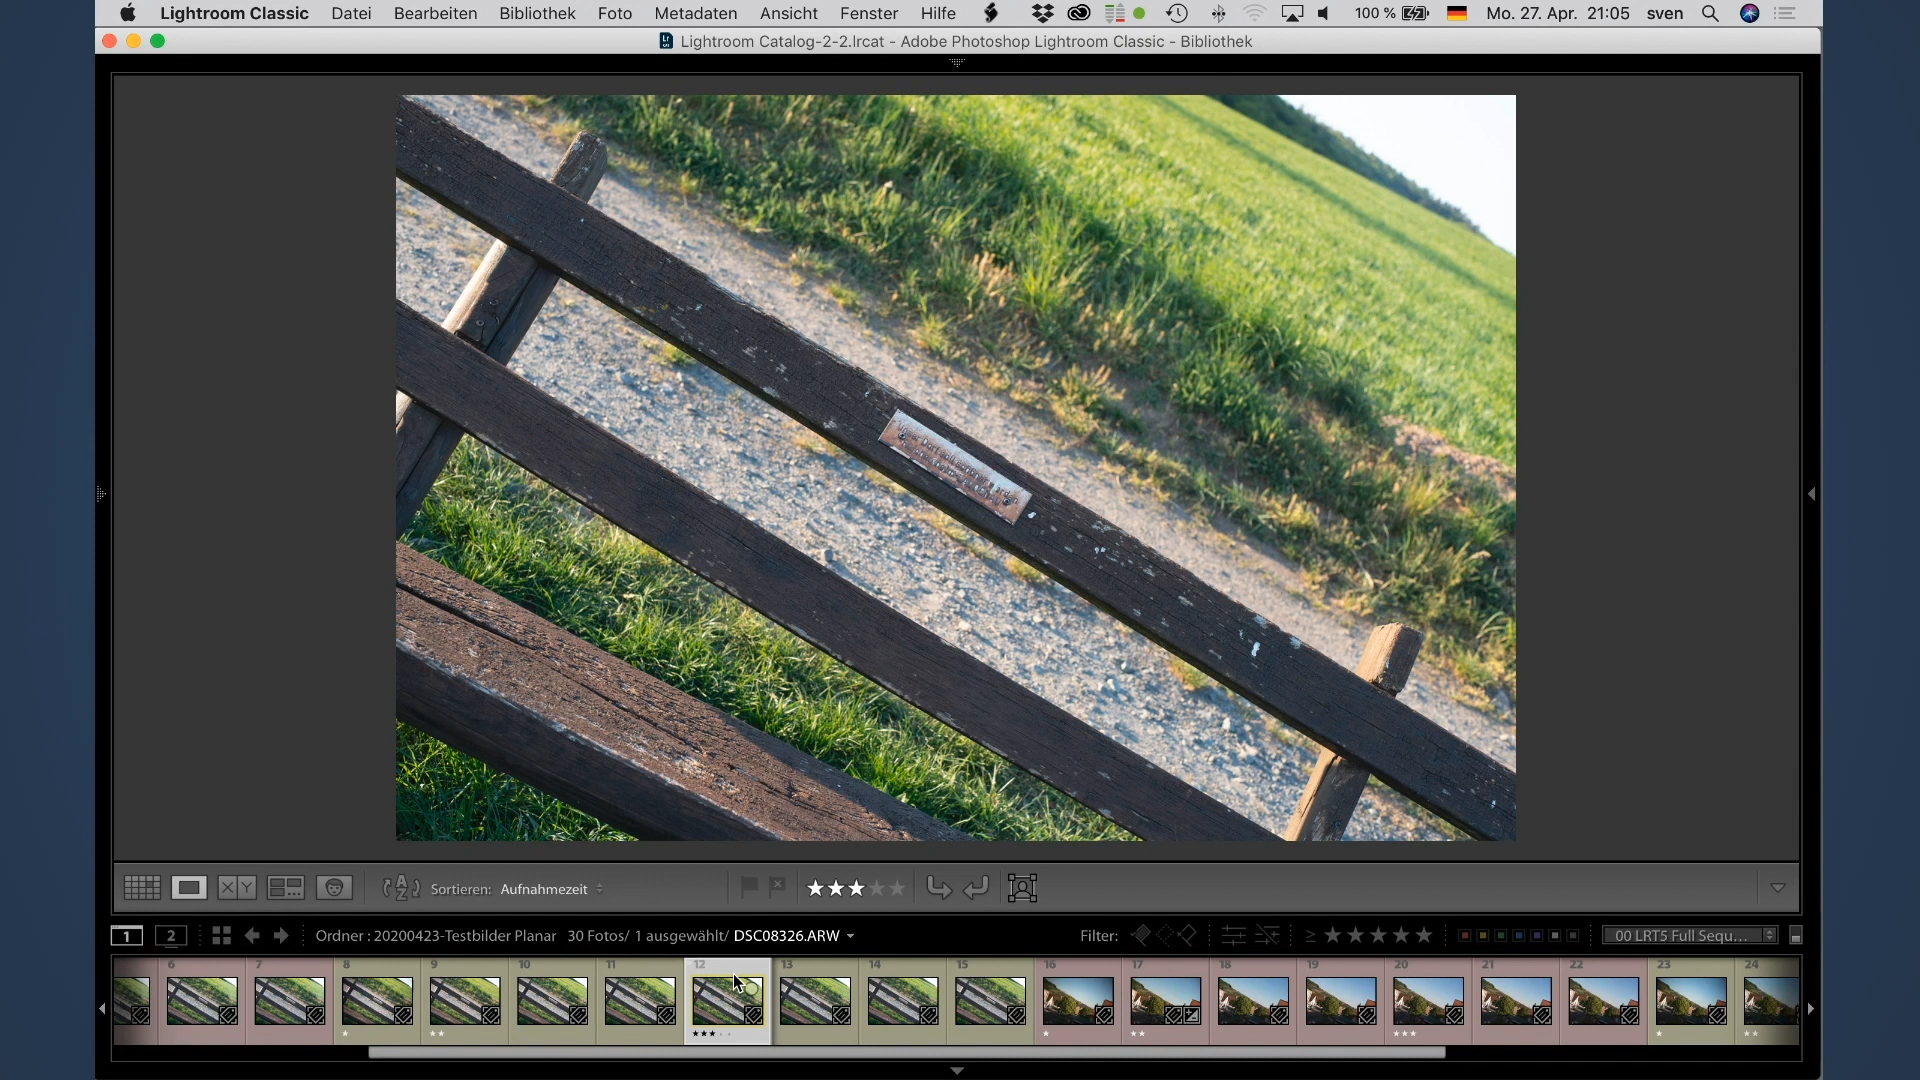 Lightroom Classic Datei Bearbeiten Bibliothek Foto Metadaten Ansicht Fenster Hilfe 100 % Mo. 27. Apr. 21:05 sven
Lightroom Catalog-2-2.lrcat - Adobe Photoshop Lightroom Classic - Bibliothek
X Y A Z Sortieren: Aufnahmezeit
1 2 Ordner : 20200423-Testbilder Planar 30 Fotos/ 1 ausgewählt/ DSC08326.ARW Filter: ≥ 00 LRT5 Full Sequ...
6 7 8 9 10 11 12 13 14 15 16 17 18 19 20 21 22 23 24